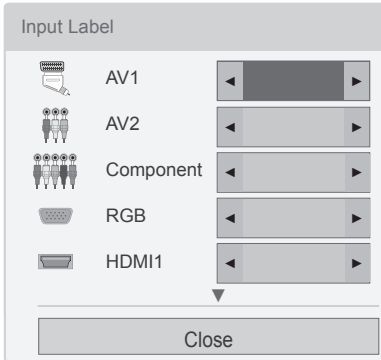 Input Label
AV1
AV2
Component
RGB
HDMI1
Close